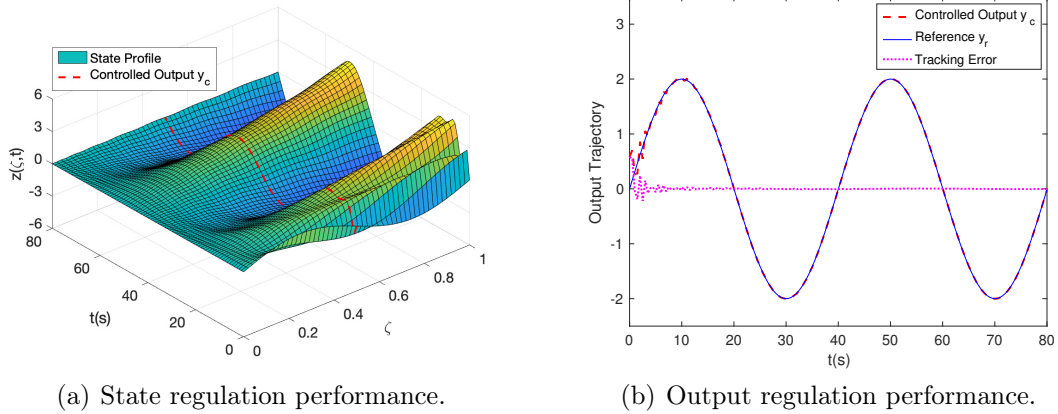 State Profile
Controlled Output y_c
6
3
0
-3
-6
z(ζ,t)
80
60
40
20
0
t(s)
0
0.2
0.4
0.6
0.8
1
ζ
(a) State regulation performance.
Controlled Output y_c
Reference y_r
Tracking Error
3
2
1
0
-1
-2
Output Trajectory
0
10
20
30
40
50
60
70
80
t(s)
(b) Output regulation performance.